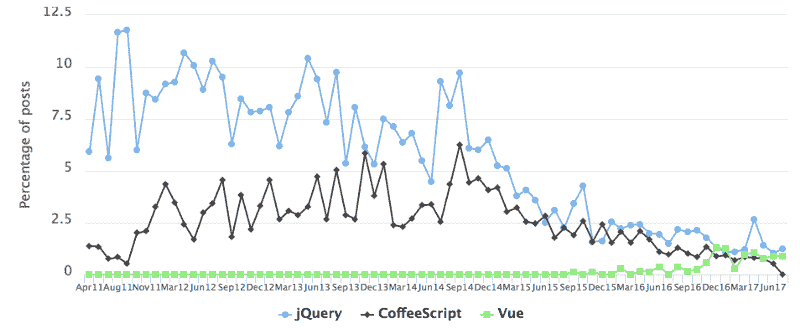 12.5
10
7.5
5
2.5
0
Percentage of posts
Apr11 Aug11 Nov11 Mar12 Jun12 Sep12 Dec12 Mar13 Jun13 Sep13 Dec13 Mar14 Jun14 Sep14 Dec14 Mar15 Jun15 Sep15 Dec15 Mar16 Jun16 Sep16 Dec16 Mar17 Jun17
jQuery CoffeeScript Vue